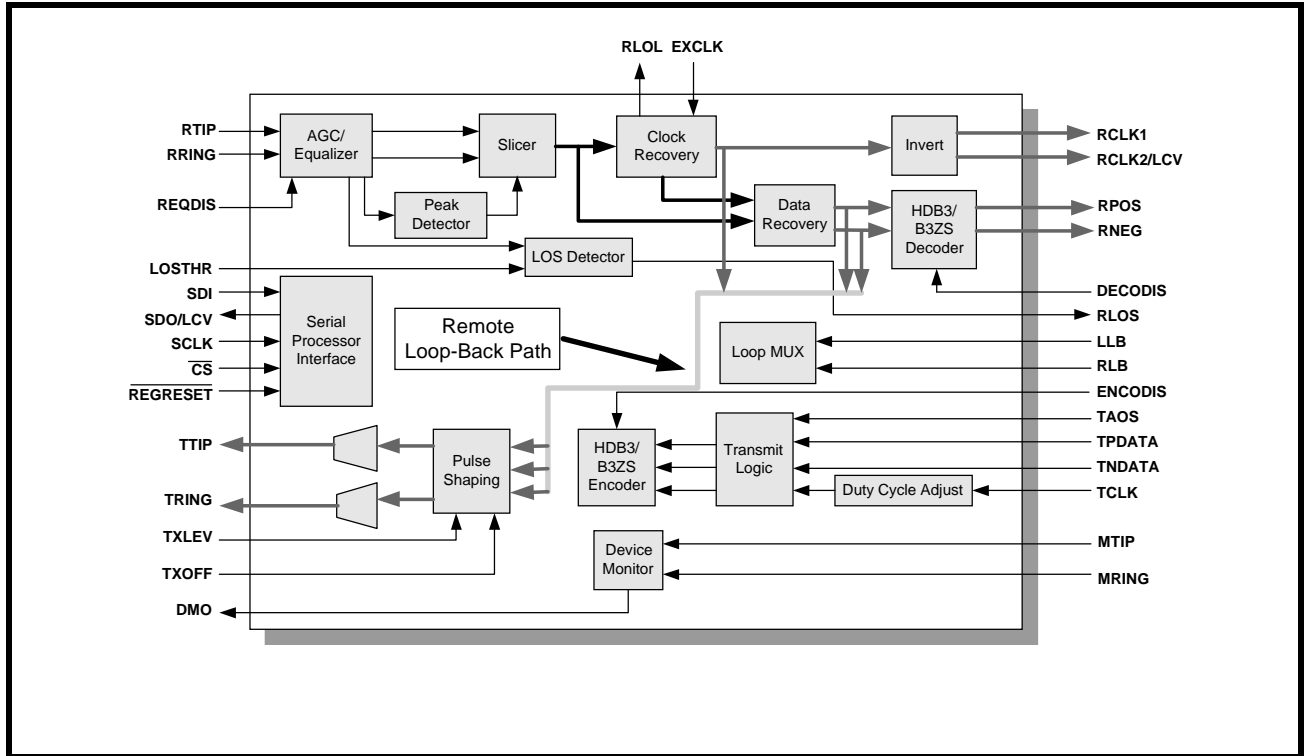 RLOL EXCLK
RTIP
RRING
REQDIS
LOSTHR
SDI
SDO/LCV
SCLK
CS
REGRESET
TTIP
TRING
TXLEV
TXOFF
DMO
AGC/
Equalizer
Peak
Detector
Slicer
LOS Detector
Clock
Recovery
Data
Recovery
Invert
HDB3/
B3ZS
Decoder
Serial
Processor
Interface
Remote
Loop-Back Path
Loop MUX
Pulse
Shaping
HDB3/
B3ZS
Encoder
Transmit
Logic
Duty Cycle Adjust
Device
Monitor
RCLK1
RCLK2/LCV
RPOS
RNEG
DECODIS
RLOS
LLB
RLB
ENCODIS
TAOS
TPDATA
TNDATA
TCLK
MTIP
MRING